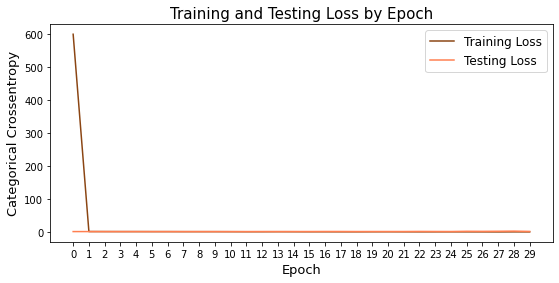 Training and Testing Loss by Epoch
Categorical Crossentropy
600
500
400
300
200
100
0
Training Loss
Testing Loss
0 1 2 3 4 5 6 7 8 9 10 11 12 13 14 15 16 17 18 19 20 21 22 23 24 25 26 27 28 29
Epoch